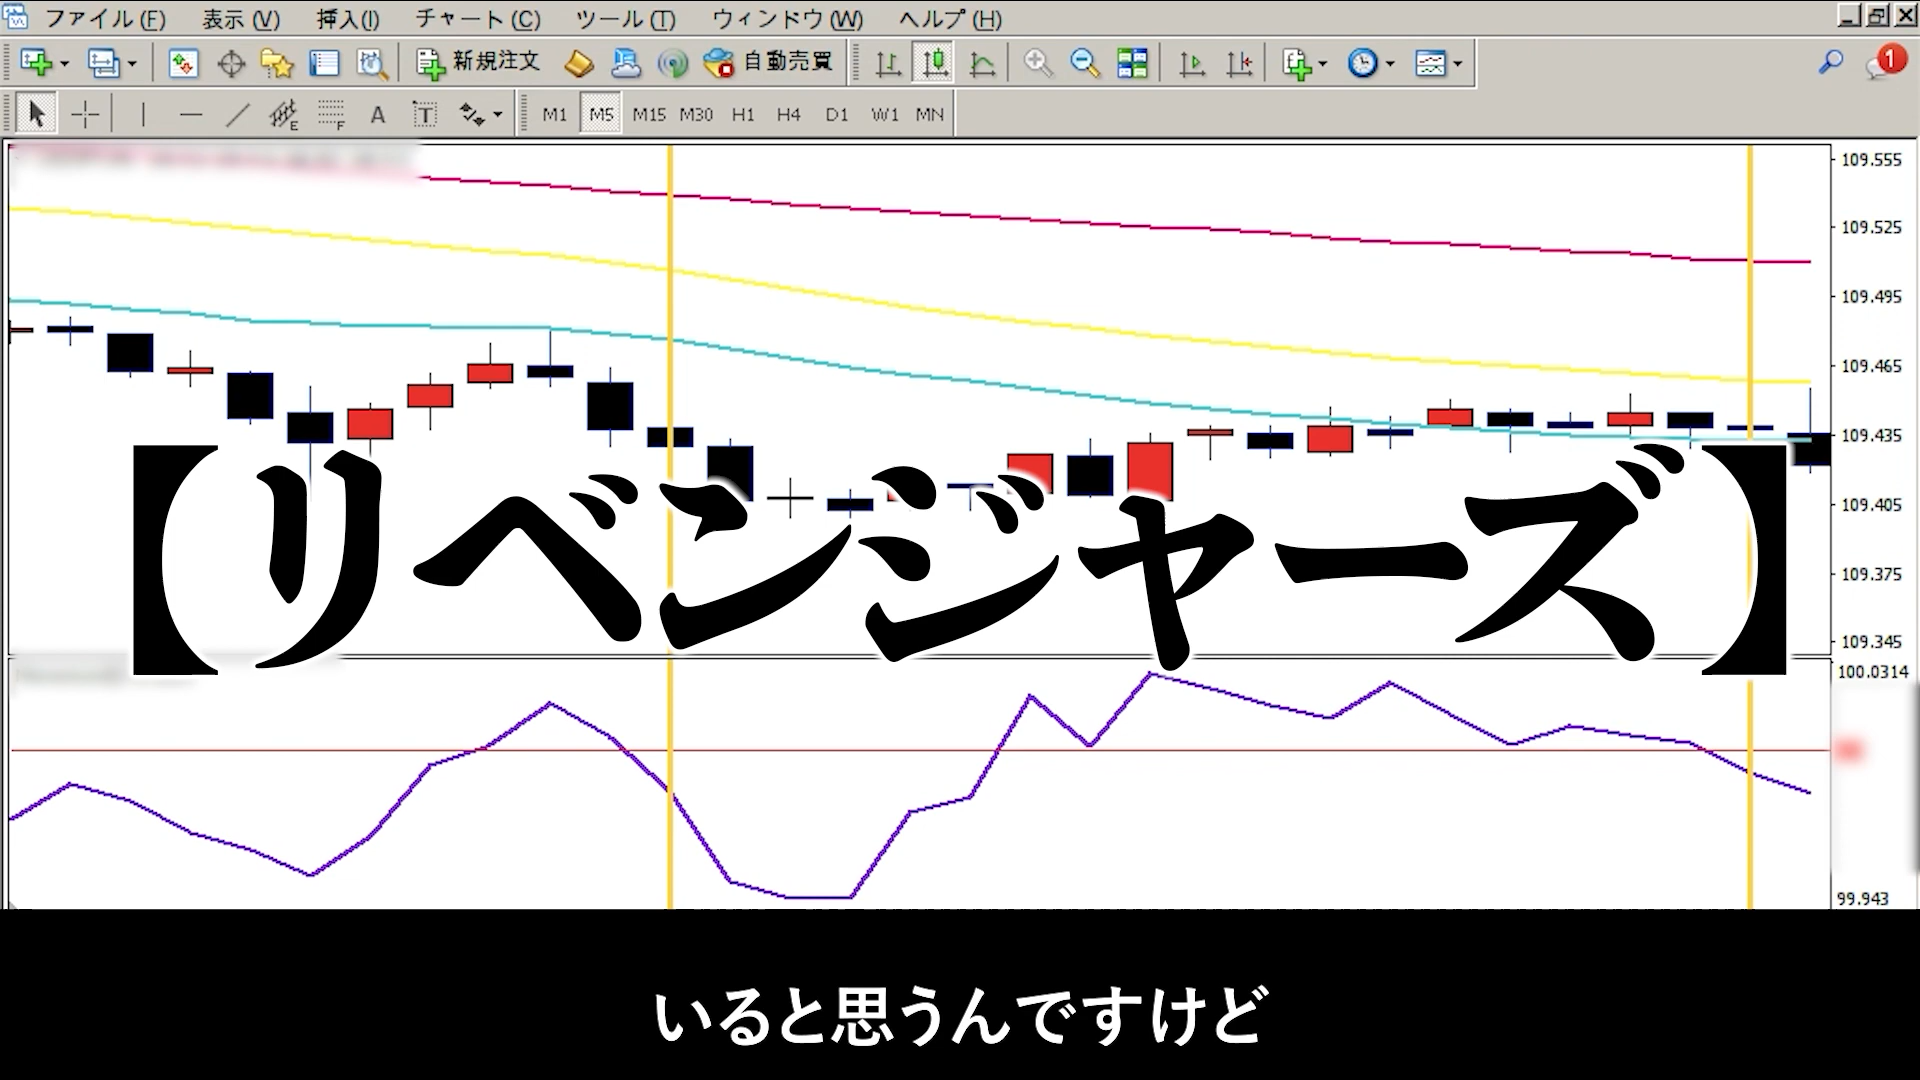 ファイル(F) 表示(V) 挿入(I) チャート(C) ツール(T) ウィンドウ(W) ヘルプ(H)
新規注文 自動売買 1
E F A T M1 M5 M15 M30 H1 H4 D1 W1 MN
109.555
109.525
109.495
109.465
109.435
109.405
109.375
109.345
【リベンジャーズ】
100.0314
99.943
いると思うんですけど